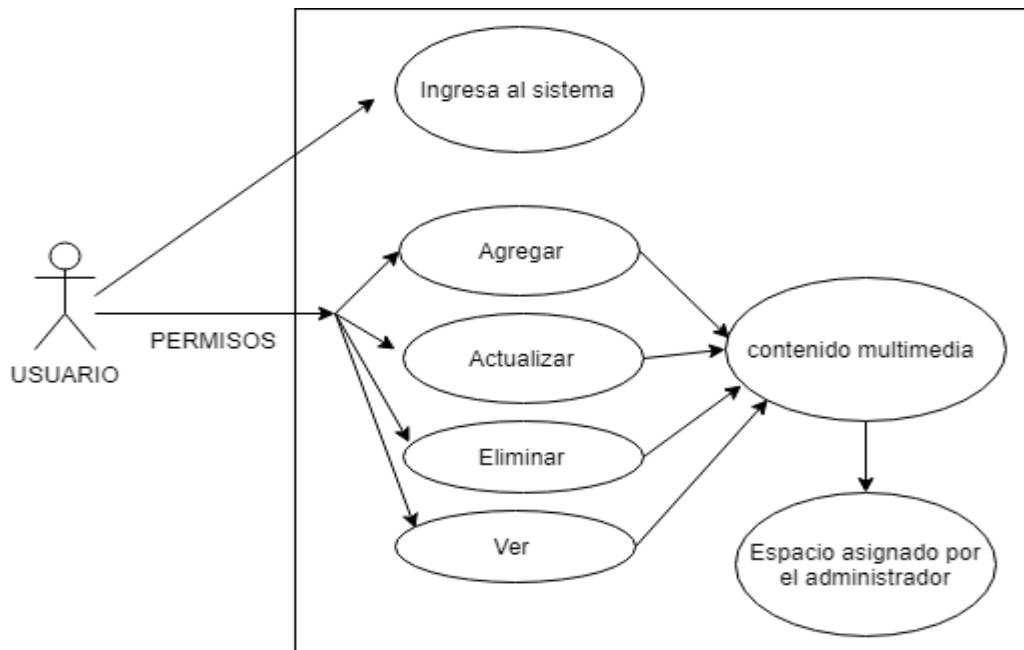 Ingresa al sistema
Agregar
PERMISOS
USUARIO
Actualizar
contenido multimedia
Eliminar
Ver
Espacio asignado por
el administrador